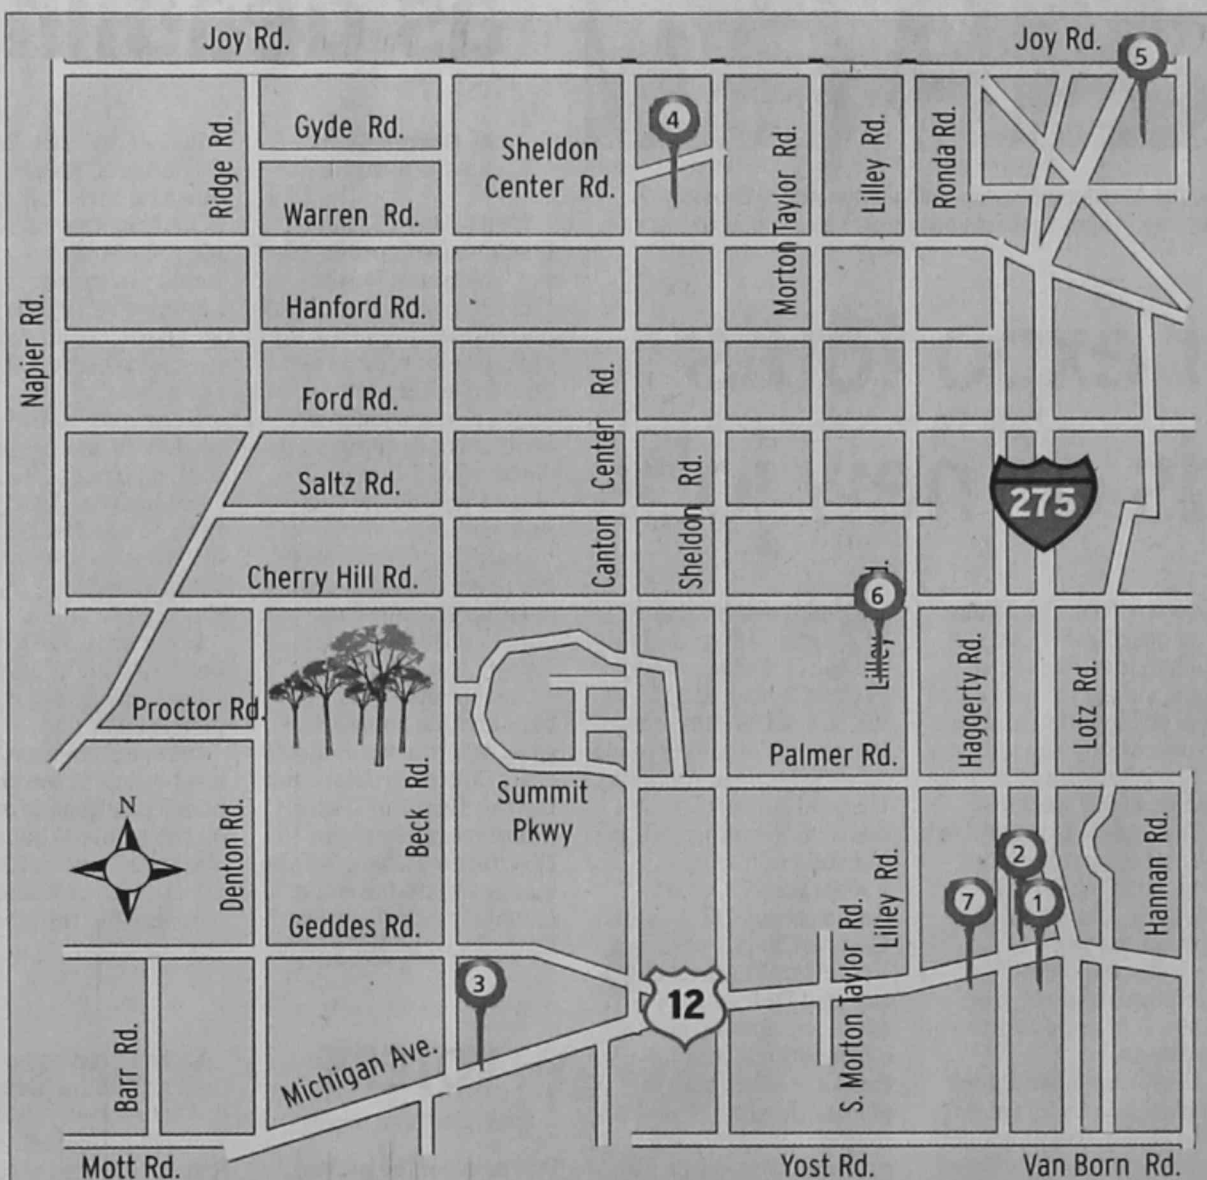 Joy Rd.
Joy Rd.
5
4
Gyde Rd.
Ridge Rd.
Sheldon
Center Rd.
Morton Taylor Rd.
Lilley Rd.
Ronda Rd.
Warren Rd.
Hanford Rd.
Napier Rd.
Ford Rd.
Canton Center Rd.
Sheldon Rd.
Saltz Rd.
275
Cherry Hill Rd.
6
Lilley
Haggerty Rd.
Lotz Rd.
Proctor Rd.
Beck Rd.
Palmer Rd.
Summit
Pkwy
N
Denton Rd.
Hannan Rd.
2
7
1
Lilley Rd.
Geddes Rd.
3
12
S. Morton Taylor Rd.
Barr Rd.
Michigan Ave.
Mott Rd.
Yost Rd.
Van Born Rd.